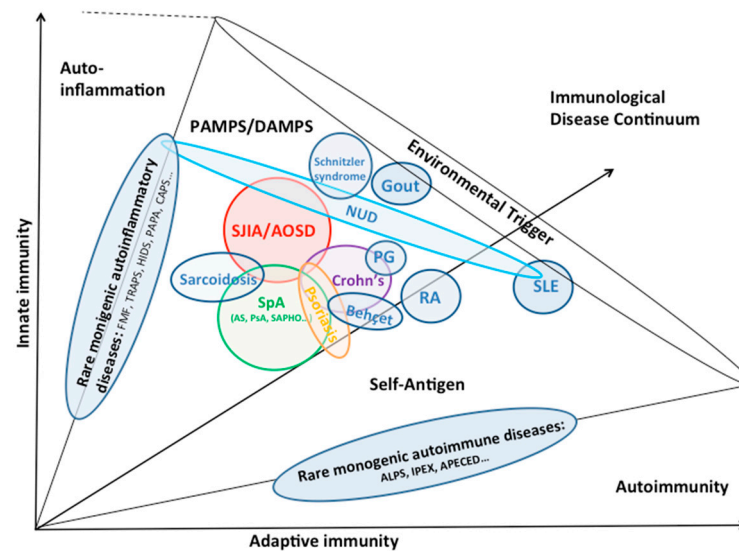 Auto-
inflammation
PAMPS/DAMPS
Immunological
Disease Continuum
Environmental Trigger
Innate immunity
Rare monigenic autoinflammatory
diseases: FMF, TRAPS, HIDS, PAPA, CAPS...
Schnitzler
syndrome
Gout
NUD
SJIA/AOSD
Sarcoidosis
PG
Crohn's
SpA
(AS, PsA, SAPHO...)
Psoriasis
Behçet
RA
SLE
Self-Antigen
Rare monogenic autoimmune diseases:
ALPS, IPEX, APECED...
Autoimmunity
Adaptive immunity